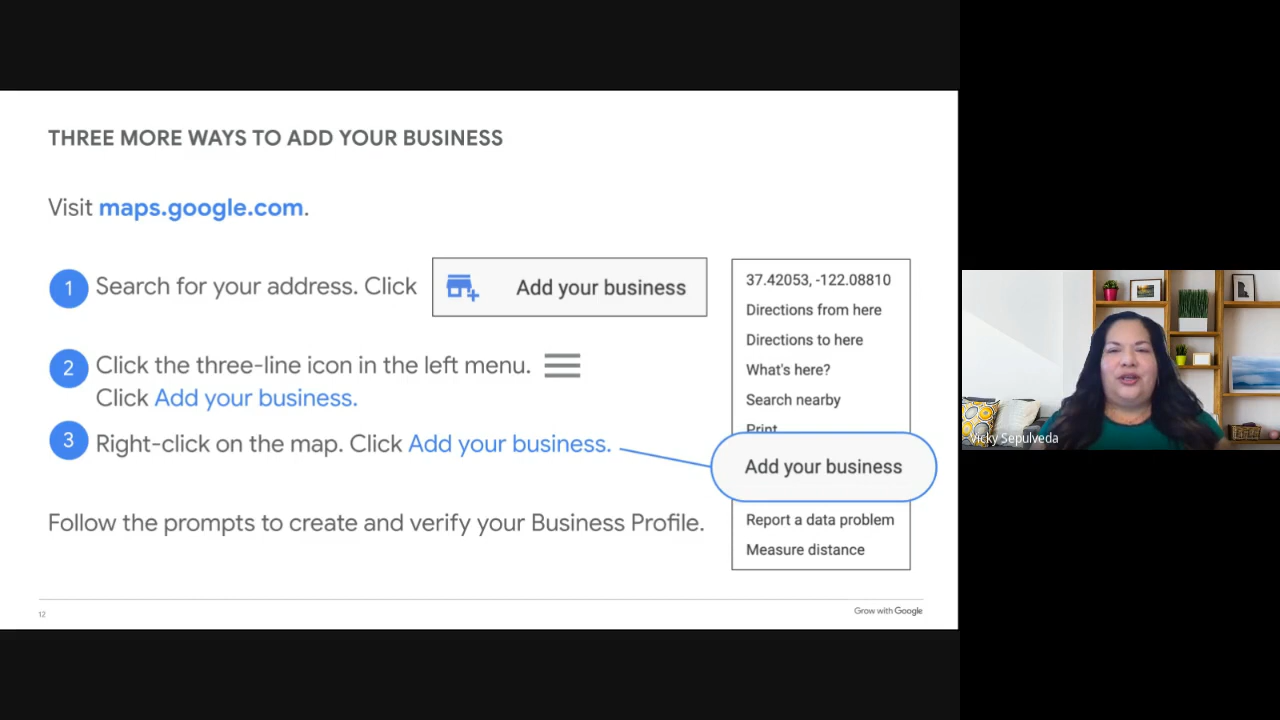 THREE MORE WAYS TO ADD YOUR BUSINESS
Visit maps.google.com.
1 Search for your address. Click Add your business
2 Click the three-line icon in the left menu.
Click Add your business.
3 Right-click on the map. Click Add your business.
Follow the prompts to create and verify your Business Profile.
37.42053, -122.08810
Directions from here
Directions to here
What's here?
Search nearby
Print
Add your business
Report a data problem
Measure distance
12
Grow with Google
Vicky Sepulveda